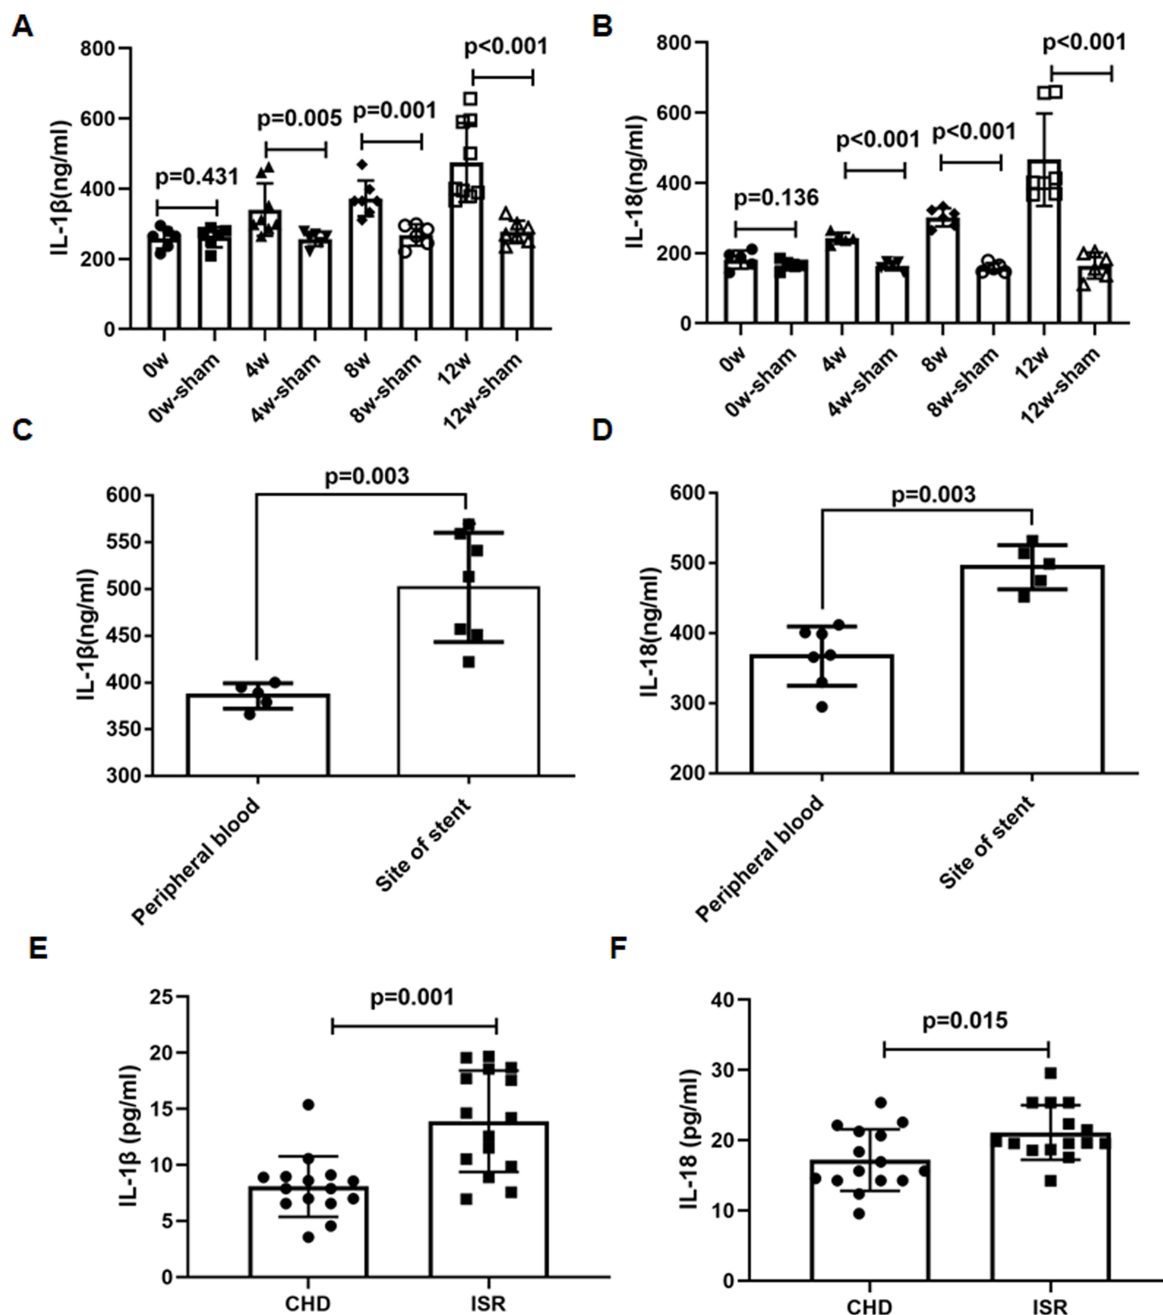 A
IL-1β(ng/ml)
800
600
400
200
0
p=0.431
p=0.005
p=0.001
p<0.001
0w
0w-sham
4w
4w-sham
8w
8w-sham
12w
12w-sham
B
IL-18(ng/ml)
800
600
400
200
0
p=0.136
p<0.001
p<0.001
p<0.001
0w
0w-sham
4w
4w-sham
8w
8w-sham
12w
12w-sham
C
IL-1β(ng/ml)
600
550
500
450
400
350
300
p=0.003
Peripheral blood
Site of stent
D
IL-18(ng/ml)
600
500
400
300
200
p=0.003
Peripheral blood
Site of stent
E
IL-1β (pg/ml)
25
20
15
10
5
0
p=0.001
CHD
ISR
F
IL-18 (pg/ml)
40
30
20
10
0
p=0.015
CHD
ISR